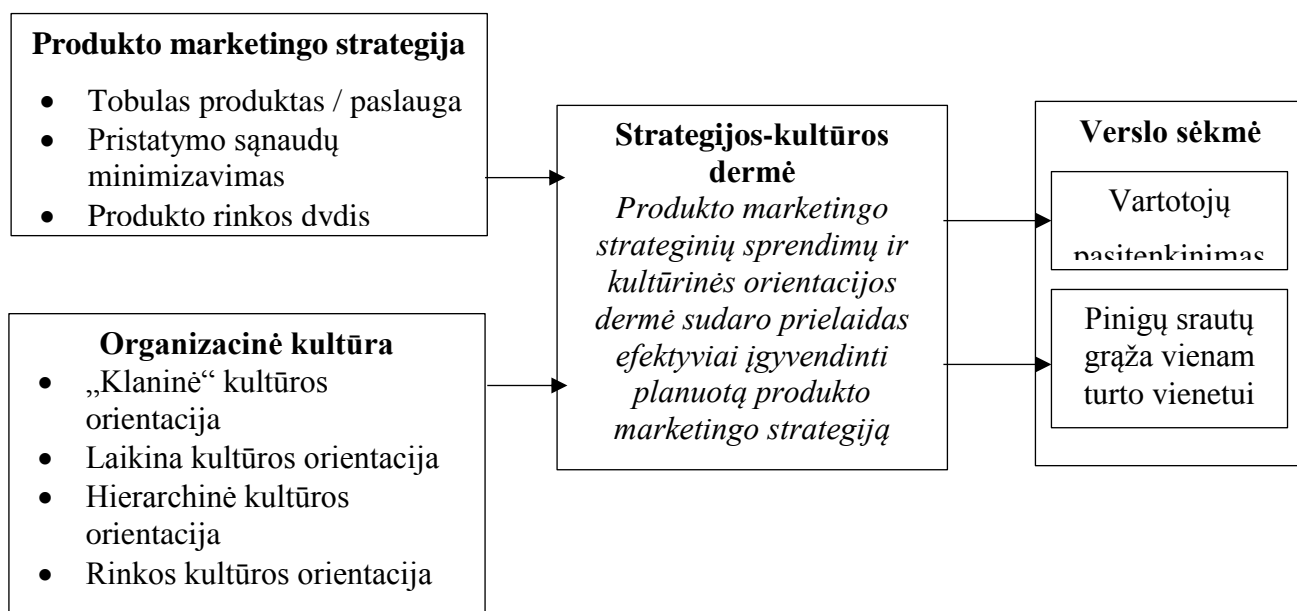 Produkto marketingo strategija
• Tobulas produktas / paslauga
• Pristatymo sąnaudų
minimizavimas
• Produkto rinkos dydis
Organizacinė kultūra
• „Klaninė“ kultūros
orientacija
• Laikina kultūros orientacija
• Hierarchinė kultūros
orientacija
• Rinkos kultūros orientacija
Strategijos-kultūros
dermė
Produkto marketingo
strateginių sprendimų ir
kultūrinės orientacijos
dermė sudaro prielaidas
efektyviai įgyvendinti
planuotą produkto
marketingo strategiją
Verslo sėkmė
Vartotojų
pasitenkinimas
Pinigų srautų
grąža vienam
turto vienetui